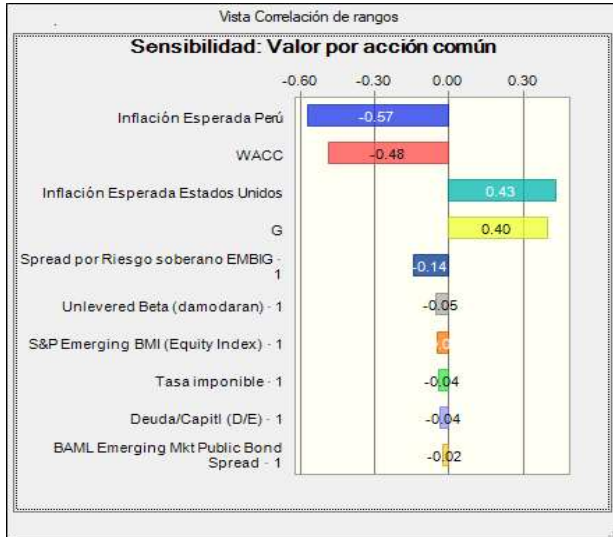 Vista Correlación de rangos
Sensibilidad: Valor por acción común
-0.60 -0.30 0.00 0.30
Inflación Esperada Perú -0.57
WACC -0.48
Inflación Esperada Estados Unidos 0.43
G 0.40
Spread por Riesgo soberano EMBIG - -0.14
1
Unlevered Beta (damodaran) - 1 -0.05
S&P Emerging BMI (Equity Index) - 1
Tasa imponible - 1 -0.04
Deuda/Capitl (D/E) - 1 -0.04
BAML Emerging Mkt Public Bond
Spread - 1 -0.02